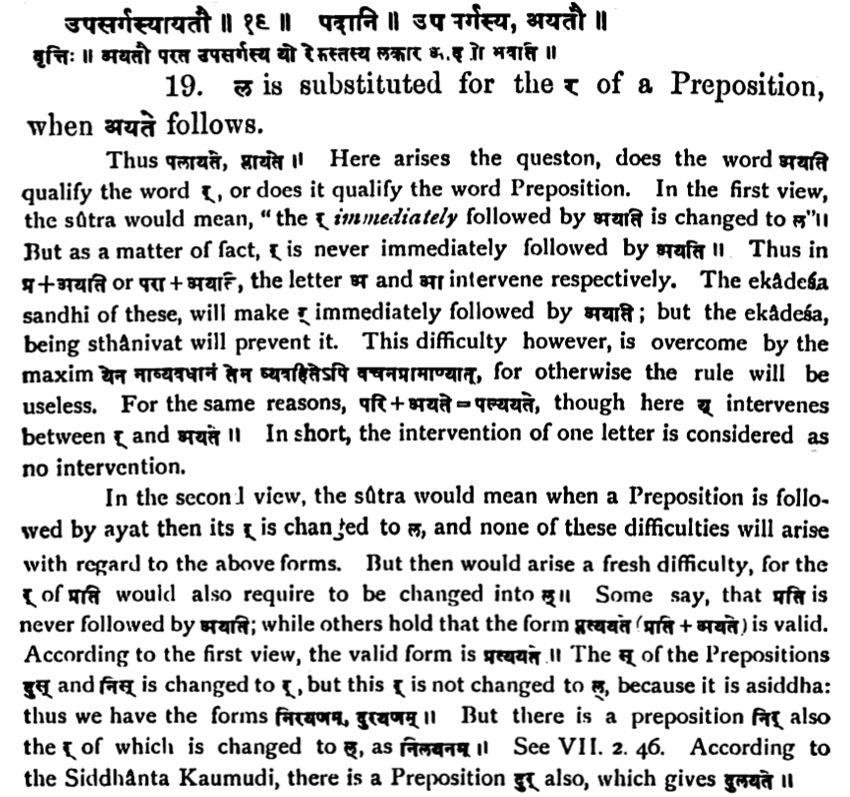 उपसर्गस्यायतौ ॥ १९ ॥ पदानि ॥ उप सर्गस्य, अयतौ ॥
वृत्तिः ॥ अयतौ परत उपसर्गस्य यो रेफस्तस्य लकार आदेशो भवति ॥
19. ल is substituted for the र of a Preposition,
when अयते follows.
Thus पलायते, प्लायते ॥ Here arises the queston, does the word अयति
qualify the word र्, or does it qualify the word Preposition. In the first view,
the sûtra would mean, "the र् immediately followed by अयति is changed to ल"॥
But as a matter of fact, र् is never immediately followed by अयति ॥ Thus in
प्र+अयति or परा+अयति, the letter अ and आ intervene respectively. The ekâdeśa
sandhi of these, will make र् immediately followed by अयति; but the ekâdeśa,
being sthânivat will prevent it. This difficulty however, is overcome by the
maxim येन नाव्यवधानं तेन व्यवहितेऽपि वचनप्रामाण्यात्, for otherwise the rule will be
useless. For the same reasons, परि+अयते=पल्ययते, though here य् intervenes
between र् and अयते ॥ In short, the intervention of one letter is considered as
no intervention.
In the second view, the sûtra would mean when a Preposition is follo-
wed by ayat then its र् is changed to ल, and none of these difficulties will arise
with regard to the above forms. But then would arise a fresh difficulty, for the
र् of प्रति would also require to be changed into ल्॥ Some say, that प्रति is
never followed by अयति; while others hold that the form प्लत्ययते (प्रति+अयते) is valid.
According to the first view, the valid form is प्रत्ययते ॥ The स् of the Prepositions
दुस् and निस् is changed to र्, but this र् is not changed to ल्, because it is asiddha:
thus we have the forms निरयणम्, दुरयणम् ॥ But there is a preposition निर् also
the र् of which is changed to ल्, as निलयनम् ॥ See VII. 2. 46. According to
the Siddhânta Kaumudi, there is a Preposition दुर् also, which gives दुलयते ॥